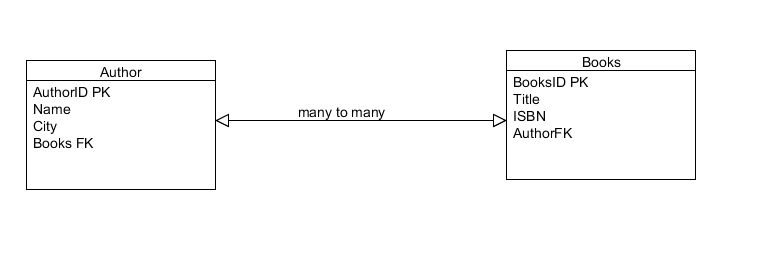 Author
AuthorID PK
Name
City
Books FK
many to many
Books
BooksID PK
Title
ISBN
AuthorFK